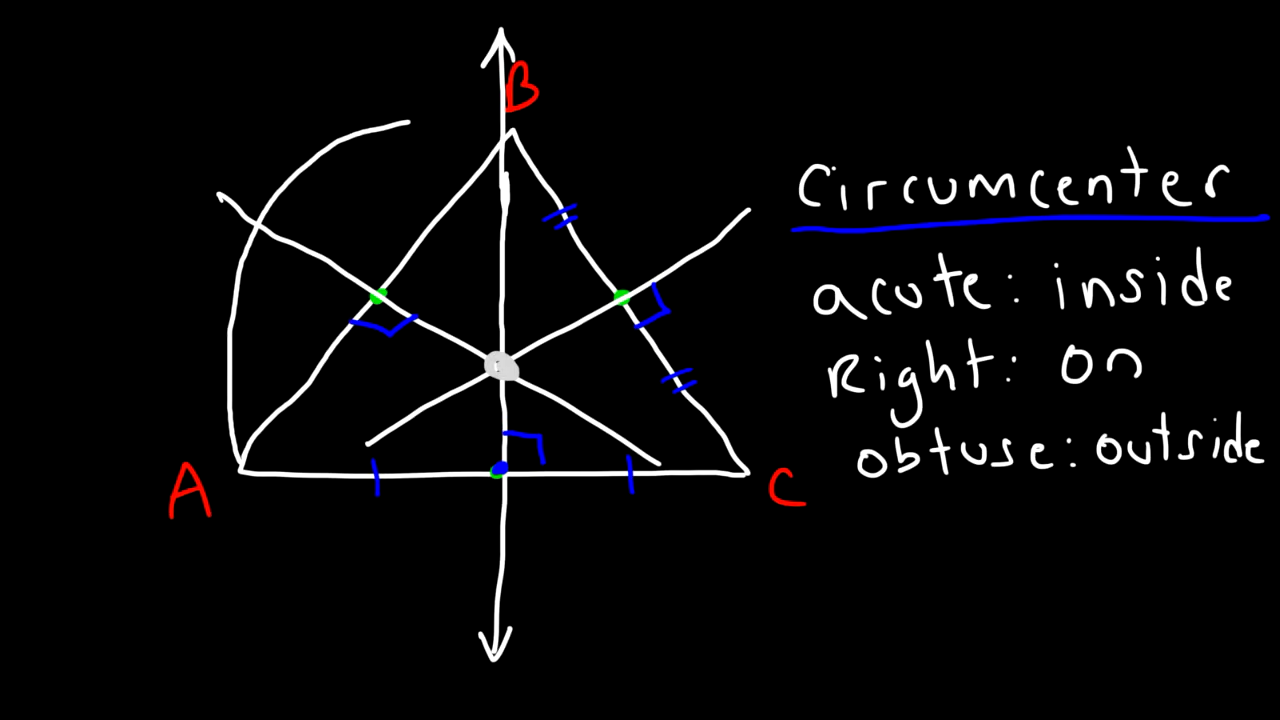 B
Circumcenter
acute: inside
Right: on
obtuse: outside
A
C